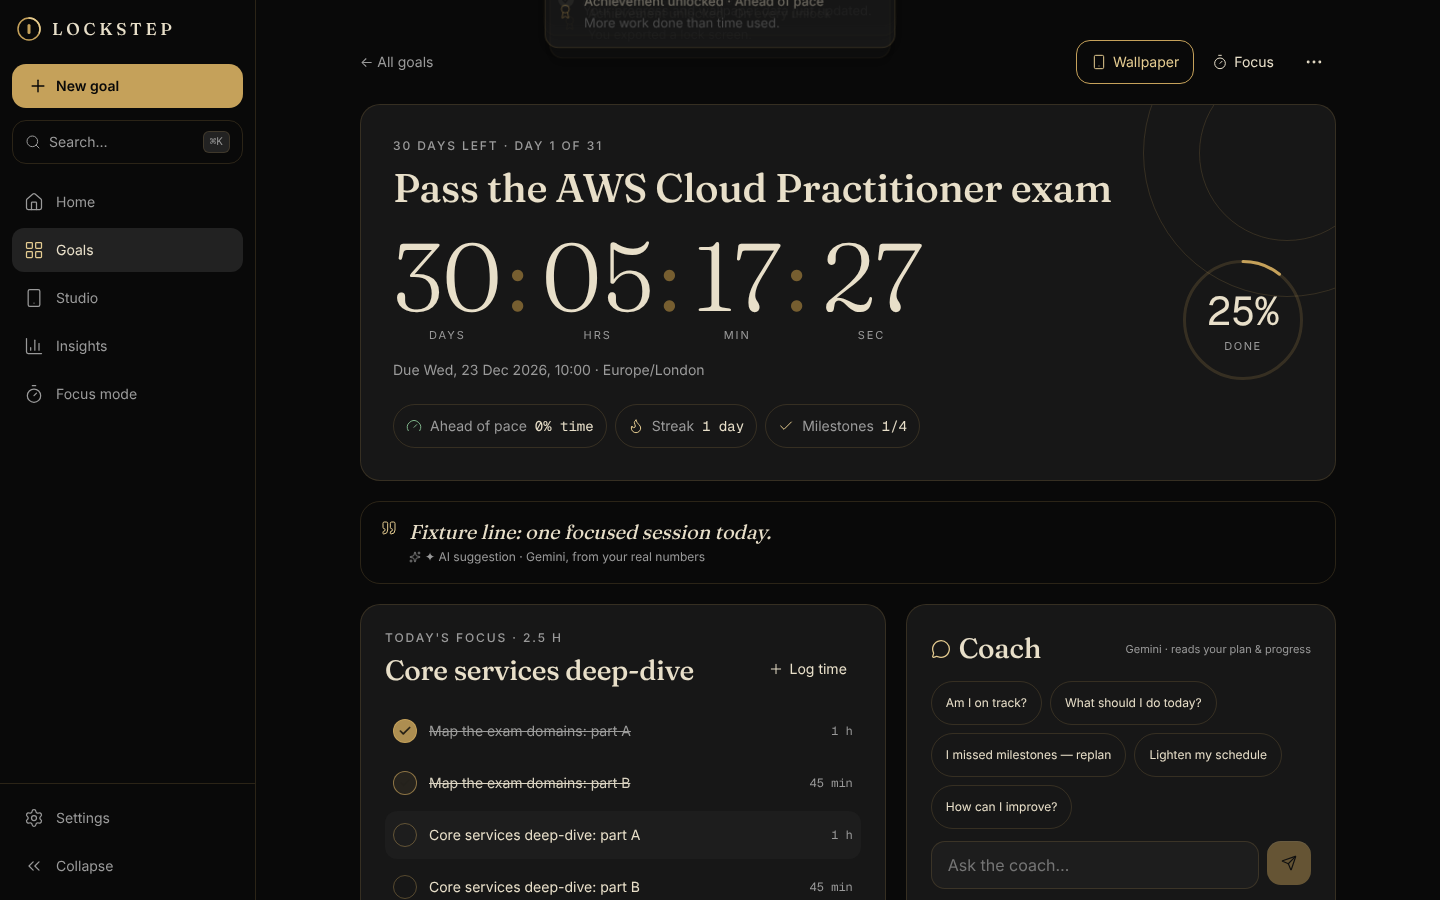 LOCKSTEP
New goal
Search...
⌘K
Home
Goals
Studio
Insights
Focus mode
Settings
Collapse
Achievement unlocked · Ahead of pace
More work done than time used.
← All goals
Wallpaper
Focus
30 DAYS LEFT · DAY 1 OF 31
Pass the AWS Cloud Practitioner exam
30:05:17:27
DAYS HRS MIN SEC
25%
DONE
Due Wed, 23 Dec 2026, 10:00 · Europe/London
Ahead of pace 0% time
Streak 1 day
Milestones 1/4
Fixture line: one focused session today.
✦ AI suggestion · Gemini, from your real numbers
TODAY'S FOCUS · 2.5 H
Core services deep-dive
+ Log time
Map the exam domains: part A 1 h
Map the exam domains: part B 45 min
Core services deep-dive: part A 1 h
Core services deep-dive: part B 45 min
Coach
Gemini · reads your plan & progress
Am I on track?
What should I do today?
I missed milestones — replan
Lighten my schedule
How can I improve?
Ask the coach...